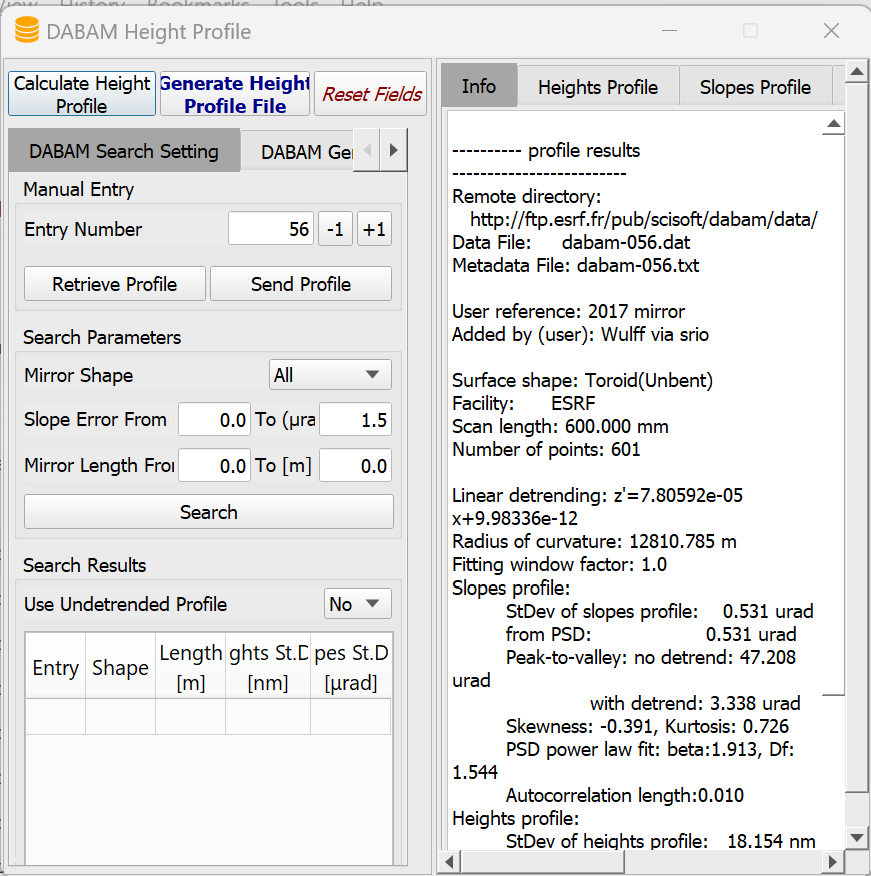 View History Bookmarks Tools Help
DABAM Height Profile
Calculate Height
Profile
Generate Height
Profile File
Reset Fields
DABAM Search Setting
DABAM Ge
Manual Entry
Entry Number
56
-1
+1
Retrieve Profile
Send Profile
Search Parameters
Mirror Shape
All
Slope Error From
0.0
To (µra
1.5
Mirror Length Fro
0.0
To [m]
0.0
Search
Search Results
Use Undetrended Profile
No
Entry
Shape
Length
[m]
ghts St.D
[nm]
pes St.D
[µrad]
Info
Heights Profile
Slopes Profile
---------- profile results
-------------------------
Remote directory:
http://ftp.esrf.fr/pub/scisoft/dabam/data/
Data File: dabam-056.dat
Metadata File: dabam-056.txt
User reference: 2017 mirror
Added by (user): Wulff via srio
Surface shape: Toroid(Unbent)
Facility: ESRF
Scan length: 600.000 mm
Number of points: 601
Linear detrending: z'=7.80592e-05
x+9.98336e-12
Radius of curvature: 12810.785 m
Fitting window factor: 1.0
Slopes profile:
StDev of slopes profile: 0.531 urad
from PSD: 0.531 urad
Peak-to-valley: no detrend: 47.208
urad
with detrend: 3.338 urad
Skewness: -0.391, Kurtosis: 0.726
PSD power law fit: beta:1.913, Df:
1.544
Autocorrelation length:0.010
Heights profile:
StDev of heights profile: 18.154 nm